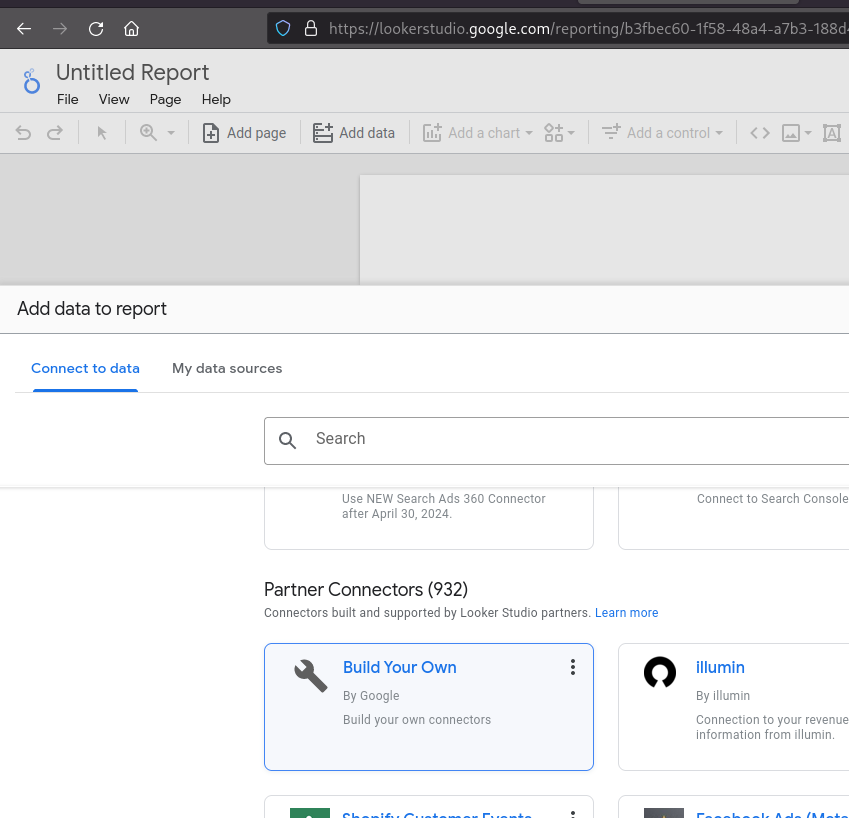 https://lookerstudio.google.com/reporting/b3fbec60-1f58-48a4-a7b3-188d
Untitled Report
File View Page Help
Add page Add data Add a chart Add a control
Add data to report
Connect to data My data sources
Search
Use NEW Search Ads 360 Connector
after April 30, 2024.
Connect to Search Console
Partner Connectors (932)
Connectors built and supported by Looker Studio partners. Learn more
Build Your Own
By Google
Build your own connectors
illumin
By illumin
Connection to your revenue
information from illumin.
Shopify Customer Events
Facebook Ads (Meta